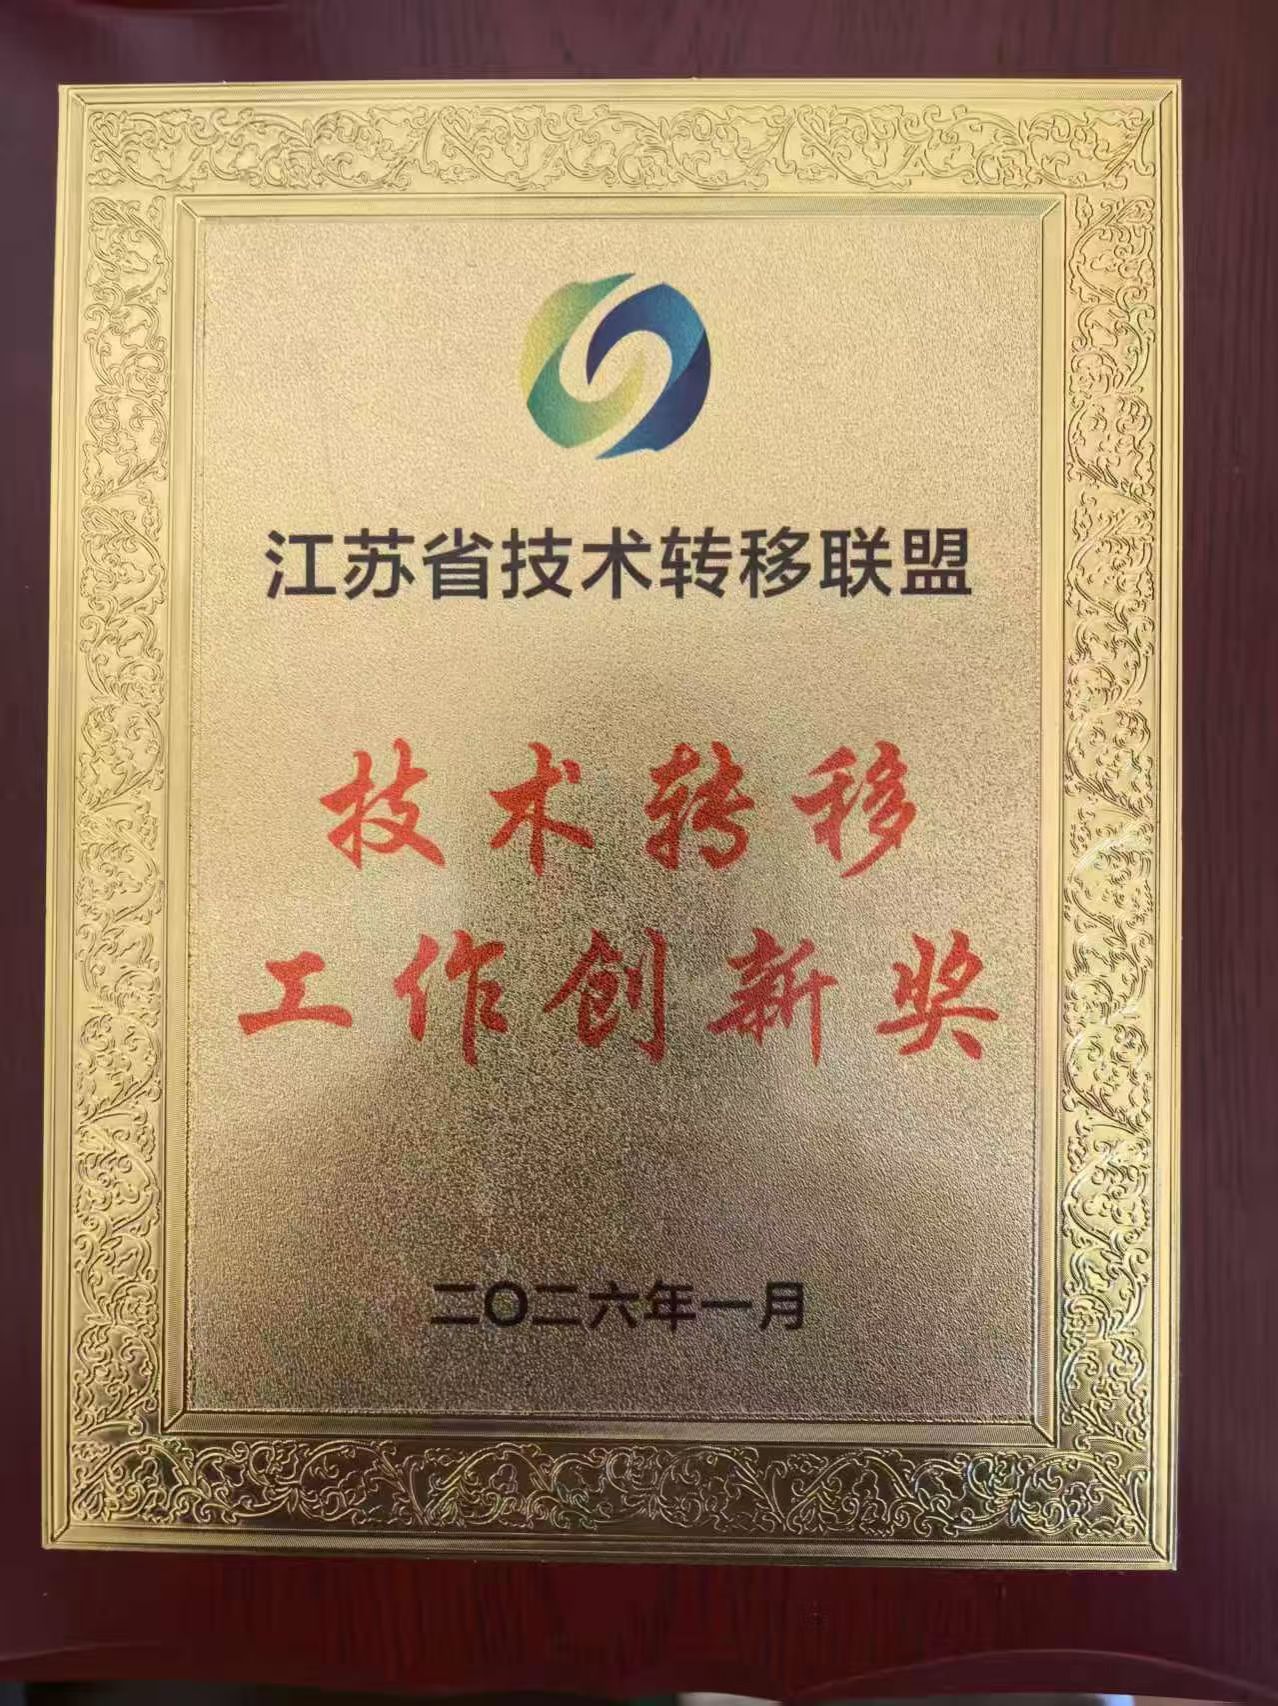 江苏省技术转移联盟
技术转移
工作创新奖
二〇二六年一月